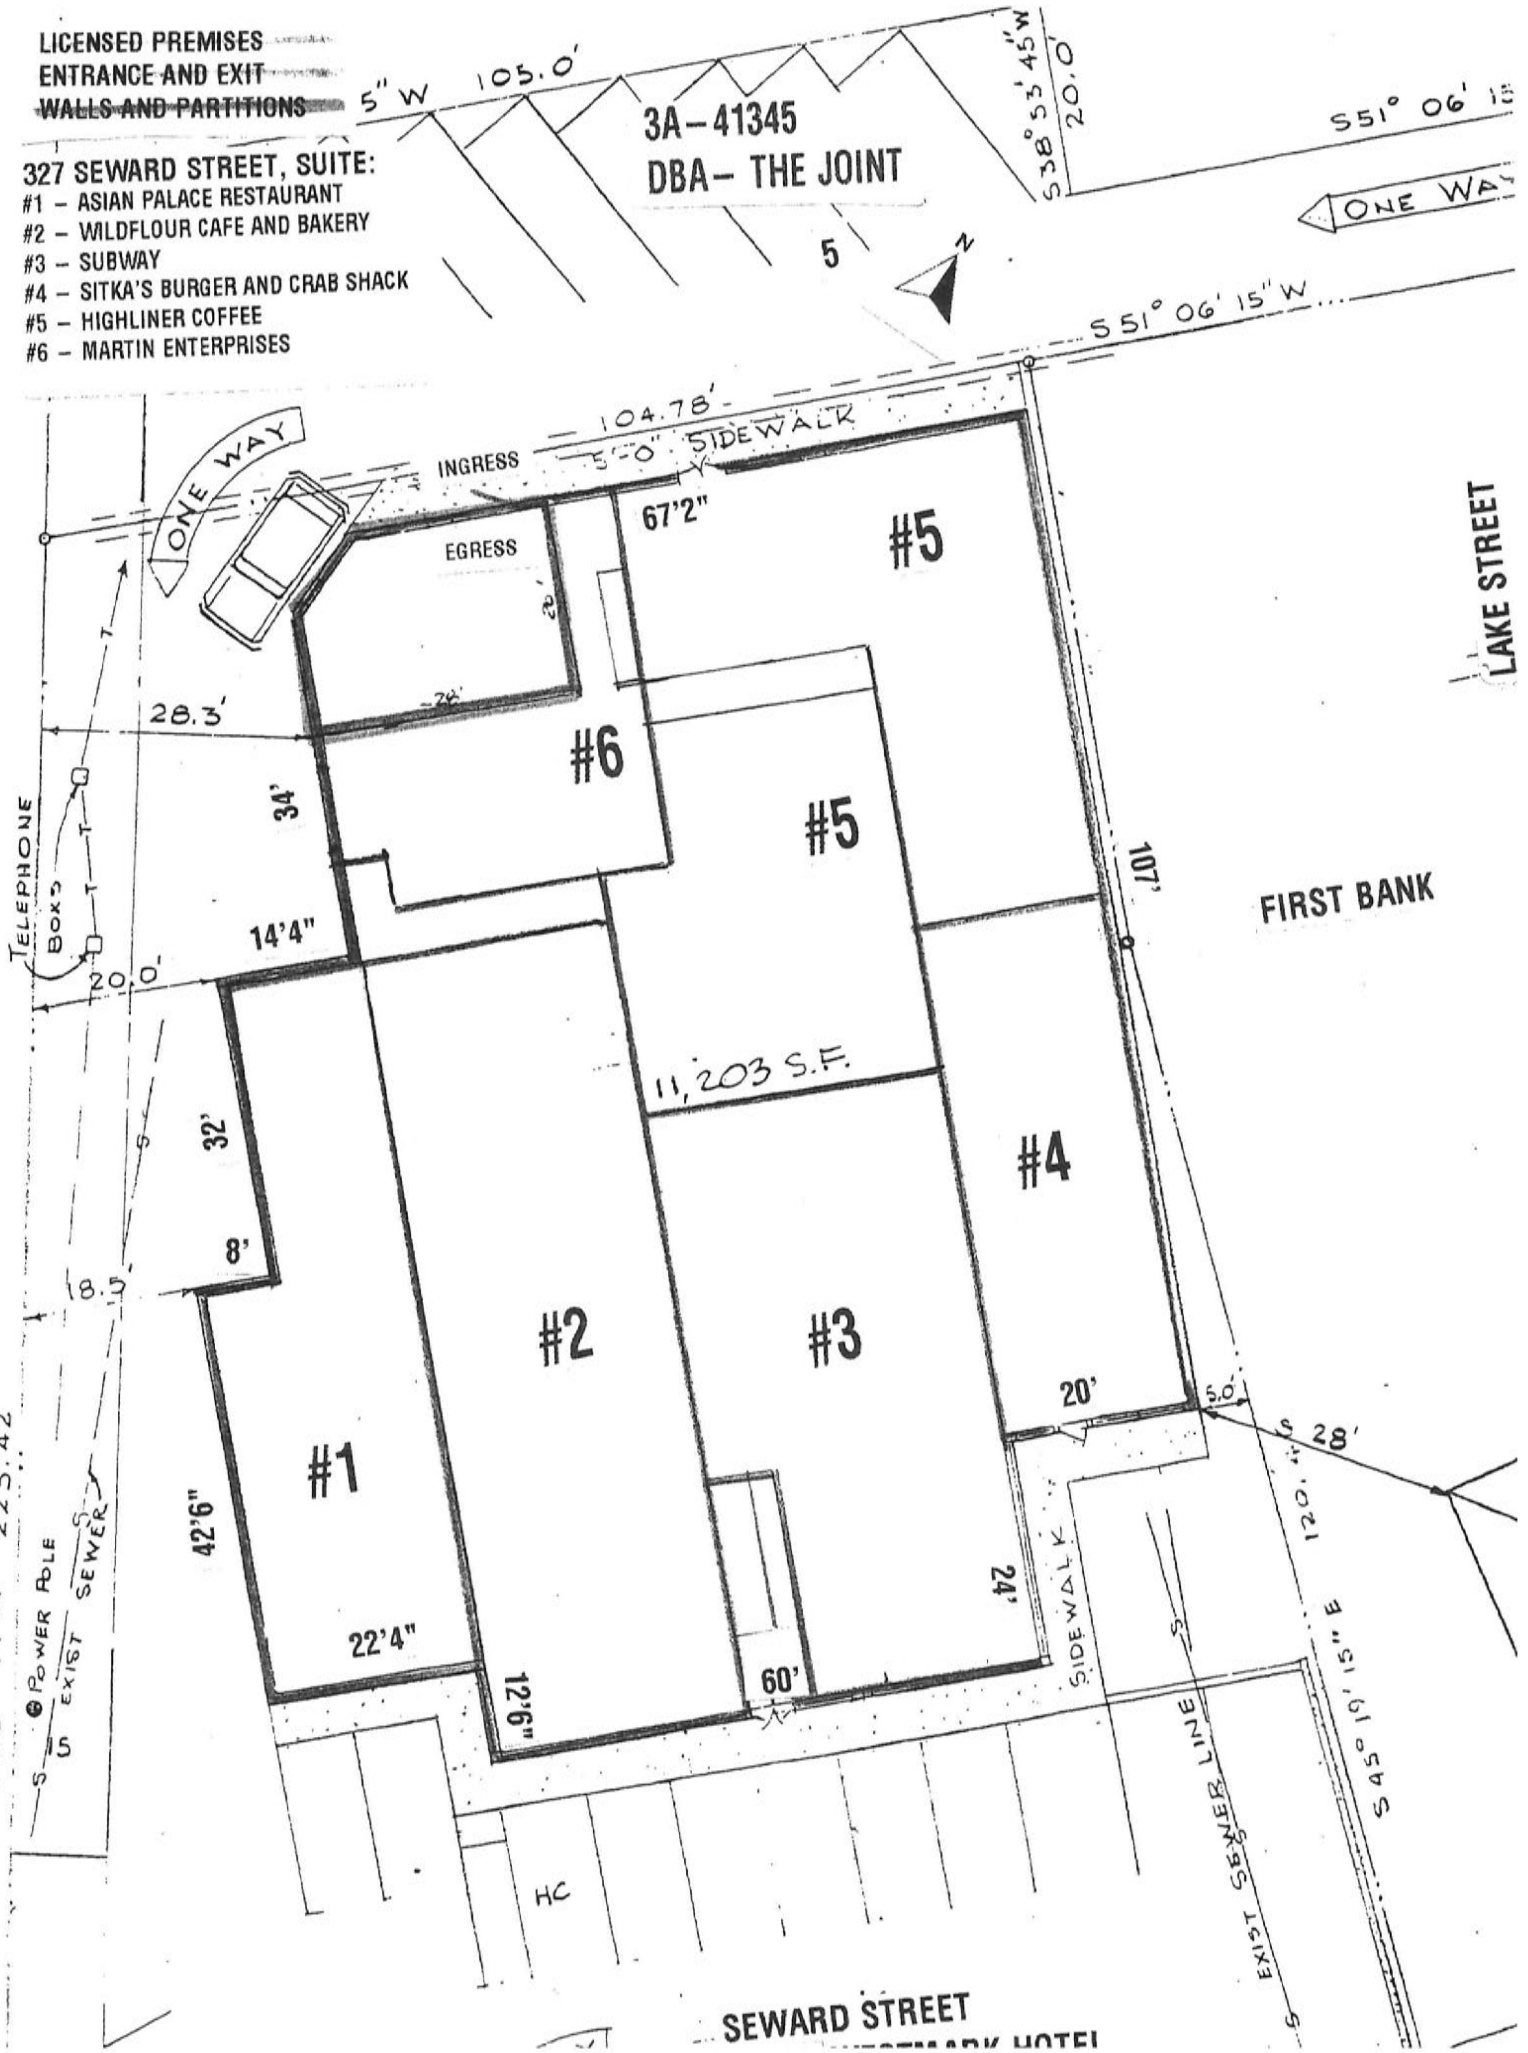 LICENSED PREMISES
ENTRANCE AND EXIT
WALLS AND PARTITIONS
327 SEWARD STREET, SUITE:
#1 – ASIAN PALACE RESTAURANT
#2 – WILDFLOUR CAFE AND BAKERY
#3 – SUBWAY
#4 – SITKA'S BURGER AND CRAB SHACK
#5 – HIGHLINER COFFEE
#6 – MARTIN ENTERPRISES
5" W 105.0'
3A–41345
DBA– THE JOINT
S 38° 53' 45" W
20.0'
S 51° 06'
ONE WA
5
N
S 51° 06' 15" W
104.78'
5'-0" SIDEWALK
ONE WAY
INGRESS
EGRESS
67'2"
#5
20'
28'
LAKE STREET
28.3'
#6
34'
#5
107'
TELEPHONE
BOXS
T
T
T
FIRST BANK
14'4"
20.0'
11,203 S.F.
32'
S
#4
8'
18.5'
#2
#3
20'
5.0'
28'
S
120.
#1
42'6"
S
24'
SIDEWALK
S
POWER POLE
EXIST SEWER
22'4"
12'6"
60'
S
S
S 45° 19' 15" E
EXIST SEWER LINE
S
HC
S
SEWARD STREET
HOTEL